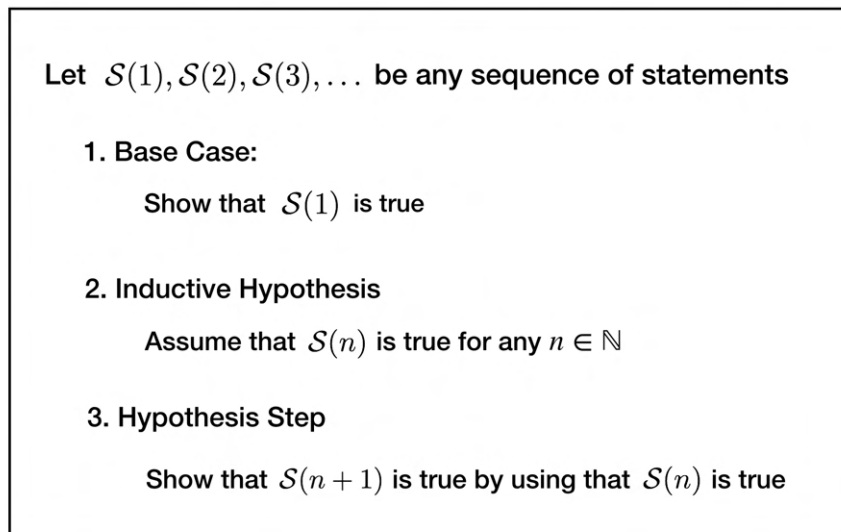 Let 𝒮(1), 𝒮(2), 𝒮(3), … be any sequence of statements
1. Base Case:
Show that 𝒮(1) is true
2. Inductive Hypothesis
Assume that 𝒮(n) is true for any n ∈ ℕ
3. Hypothesis Step
Show that 𝒮(n + 1) is true by using that 𝒮(n) is true